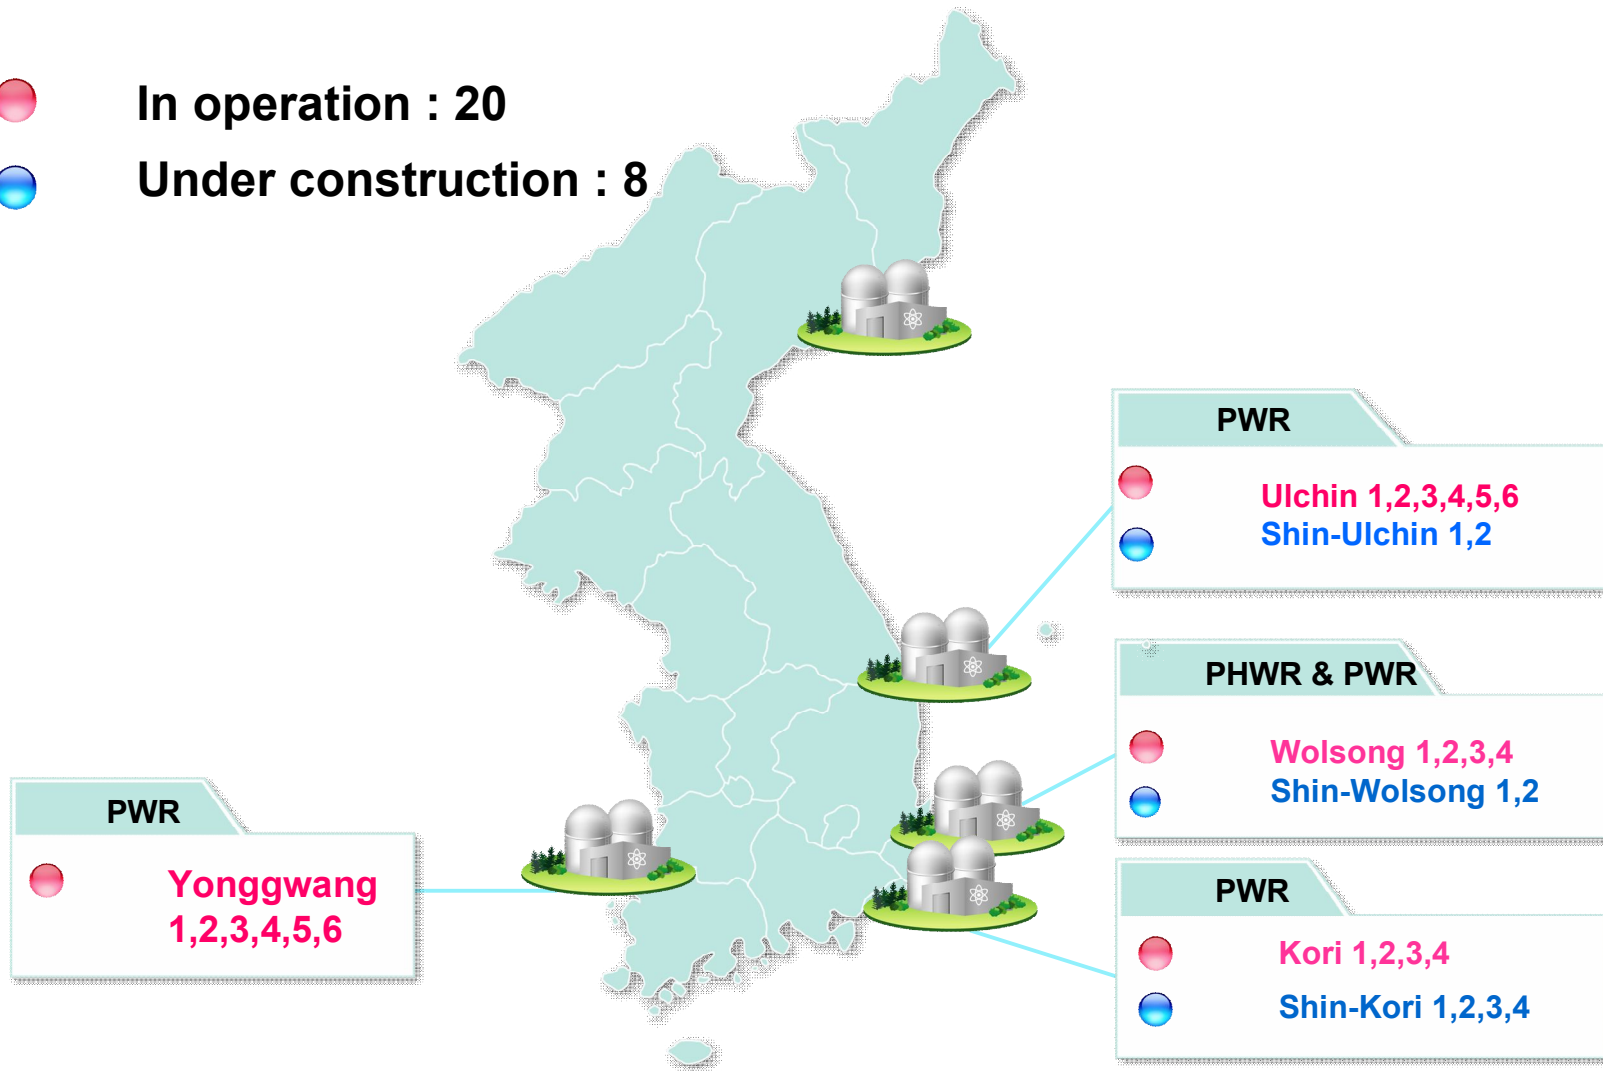 In operation : 20
Under construction : 8
PWR
Ulchin 1,2,3,4,5,6
Shin-Ulchin 1,2
PHWR & PWR
Wolsong 1,2,3,4
Shin-Wolsong 1,2
PWR
Yonggwang
1,2,3,4,5,6
PWR
Kori 1,2,3,4
Shin-Kori 1,2,3,4